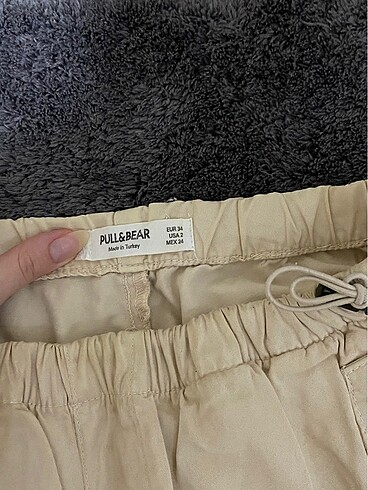 PULL&BEAR
Made in Turkey
EUR 34
USA 2
MEX 24